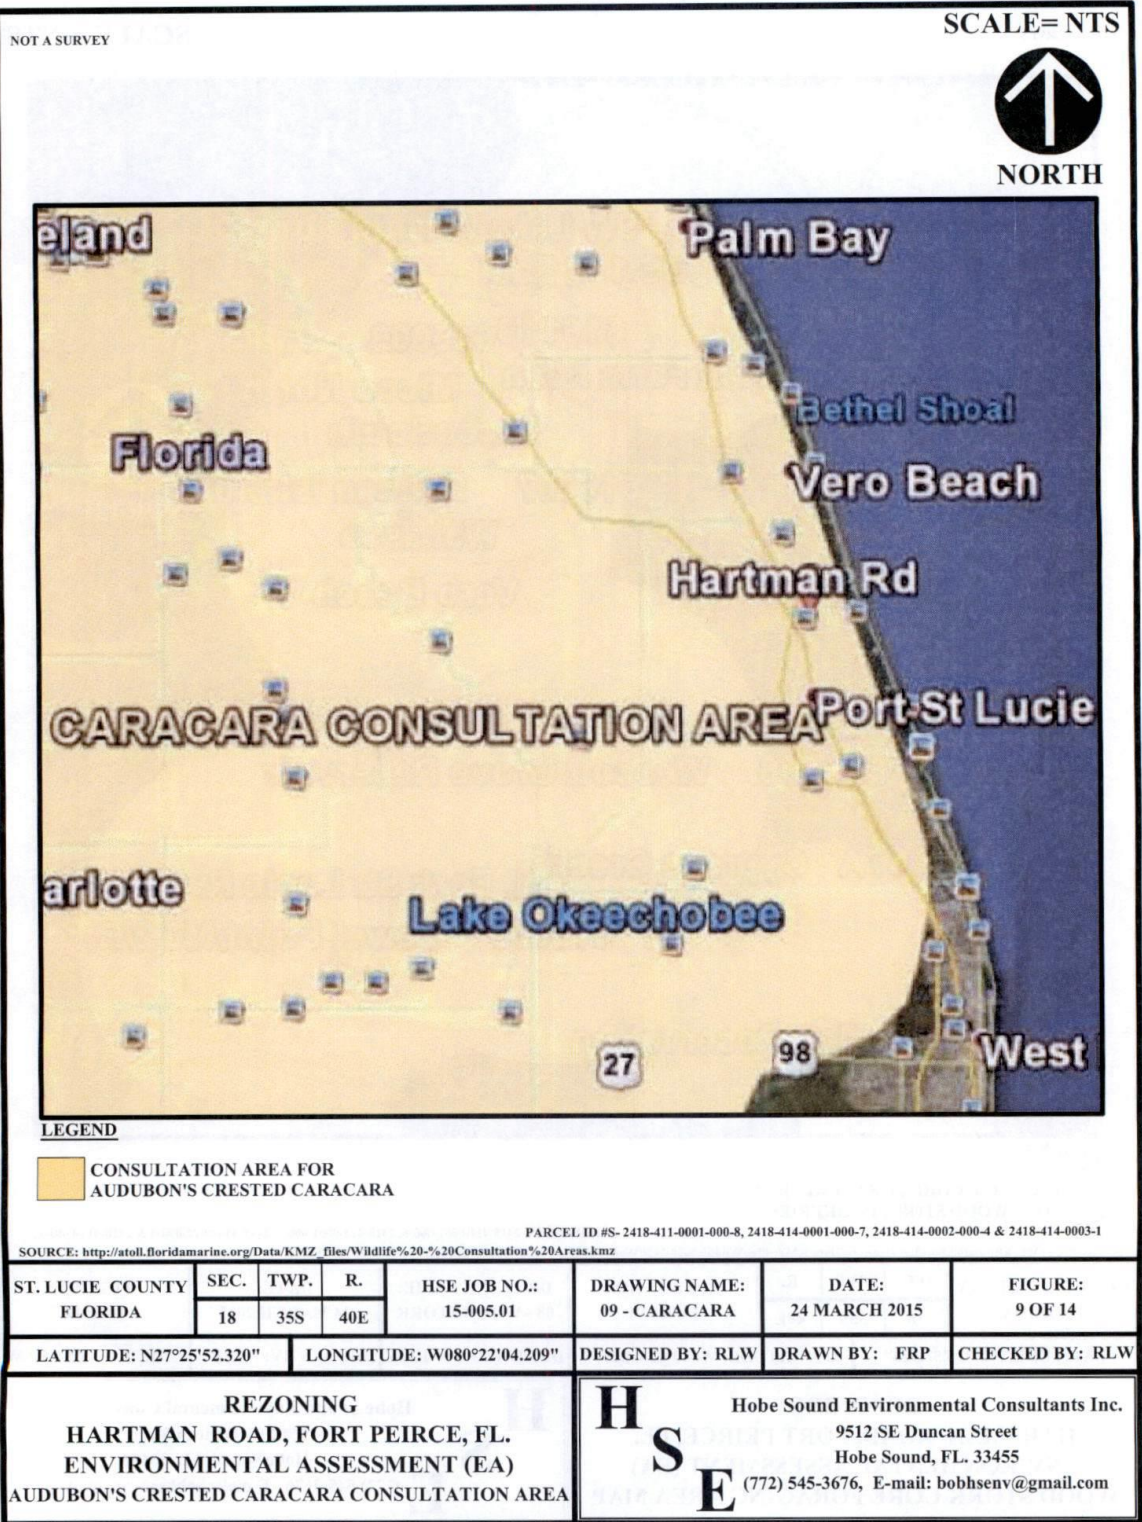 NOT A SURVEY
SCALE= NTS
NORTH
eland
Palm Bay
Bethel Shoal
Florida
Vero Beach
Hartman Rd
CARACARA CONSULTATION AREA
Port St Lucie
arlotte
Lake Okeechobee
27
98
West
LEGEND
CONSULTATION AREA FOR
AUDUBON'S CRESTED CARACARA
PARCEL ID #S- 2418-411-0001-000-8, 2418-414-0001-000-7, 2418-414-0002-000-4 & 2418-414-0003-1
SOURCE: http://atoll.floridamarine.org/Data/KMZ_files/Wildlife%20-%20Consultation%20Areas.kmz
ST. LUCIE COUNTY
FLORIDA
SEC.
18
TWP.
35S
R.
40E
HSE JOB NO.:
15-005.01
DRAWING NAME:
09 - CARACARA
DATE:
24 MARCH 2015
FIGURE:
9 OF 14
LATITUDE: N27°25'52.320"
LONGITUDE: W080°22'04.209"
DESIGNED BY: RLW
DRAWN BY: FRP
CHECKED BY: RLW
REZONING
HARTMAN ROAD, FORT PEIRCE, FL.
ENVIRONMENTAL ASSESSMENT (EA)
AUDUBON'S CRESTED CARACARA CONSULTATION AREA
H
S
E
Hobe Sound Environmental Consultants Inc.
9512 SE Duncan Street
Hobe Sound, FL. 33455
(772) 545-3676, E-mail: bobhsenv@gmail.com